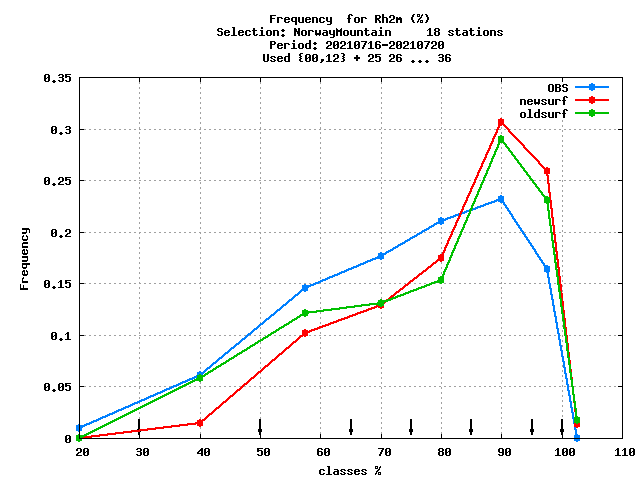 Frequency  for Rh2m (%)
Selection: NorwayMountain     18 stations
Period: 20210716-20210720
Used {00,12} + 25 26 ... 36
OBS
newsurf
oldsurf
0.35
0.3
0.25
0.2
0.15
0.1
0.05
0
Frequency
20 30 40 50 60 70 80 90 100 110
classes %